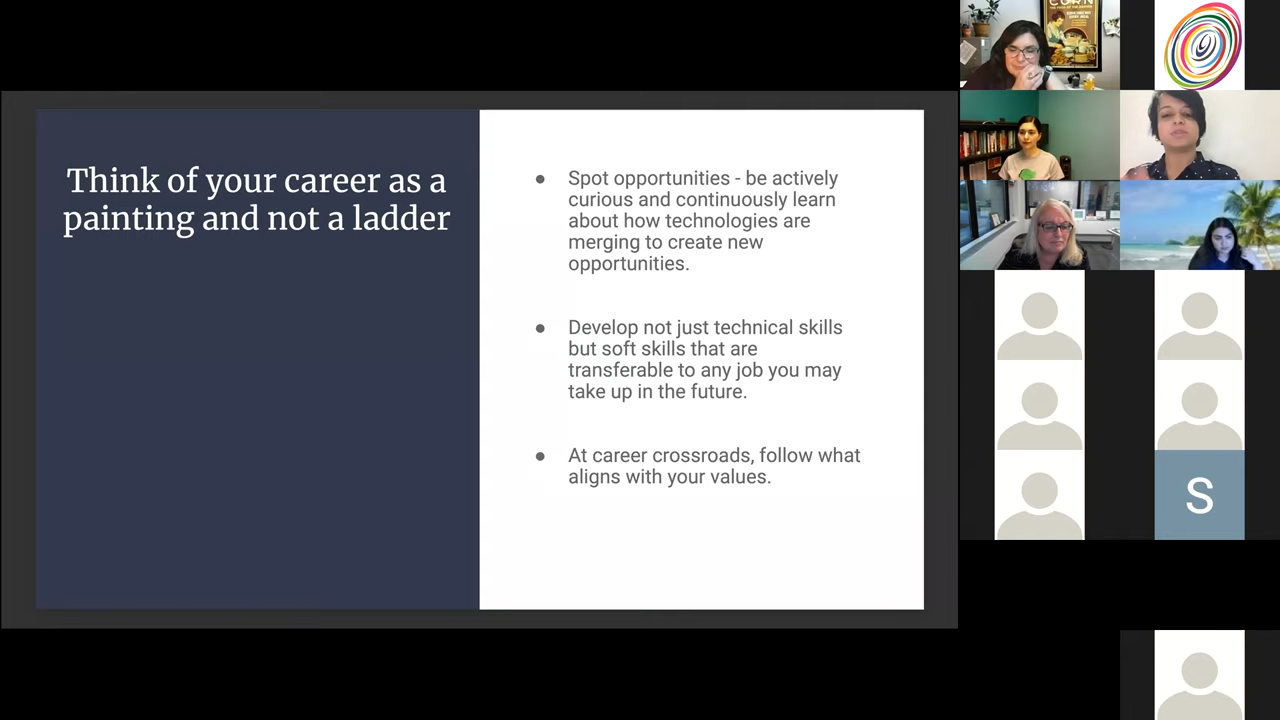 Think of your career as a
painting and not a ladder
● Spot opportunities - be actively
curious and continuously learn
about how technologies are
merging to create new
opportunities.
● Develop not just technical skills
but soft skills that are
transferable to any job you may
take up in the future.
● At career crossroads, follow what
aligns with your values.
CORN
S